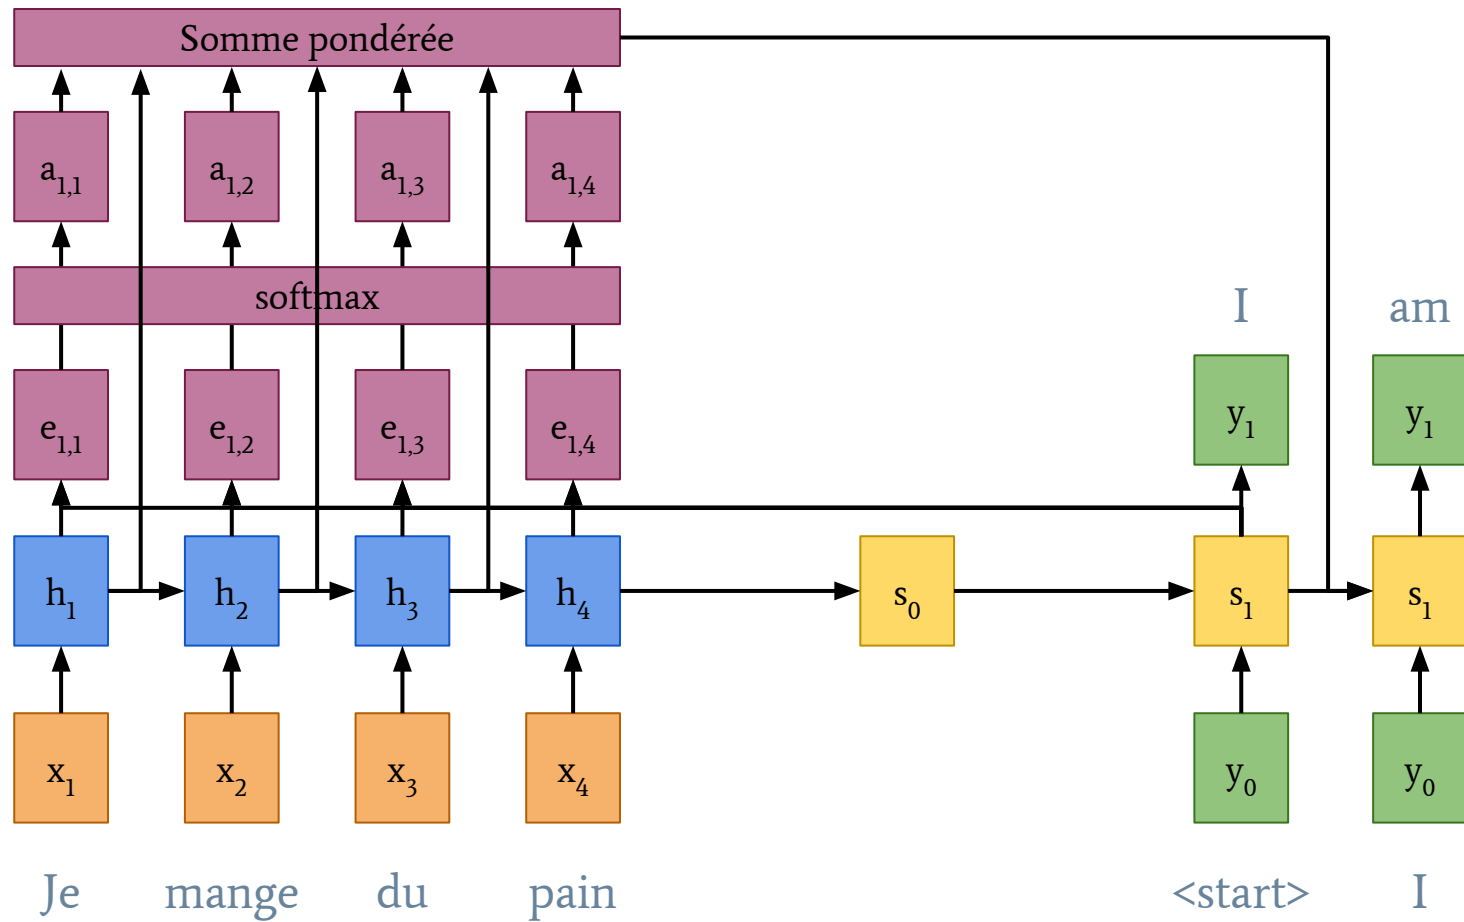 Somme pondérée
a1,1 a1,2 a1,3 a1,4
softmax
I am
e1,1 e1,2 e1,3 e1,4 y1 y1
h1 h2 h3 h4 s0 s1 s1
x1 x2 x3 x4 y0 y0
Je mange du pain <start> I